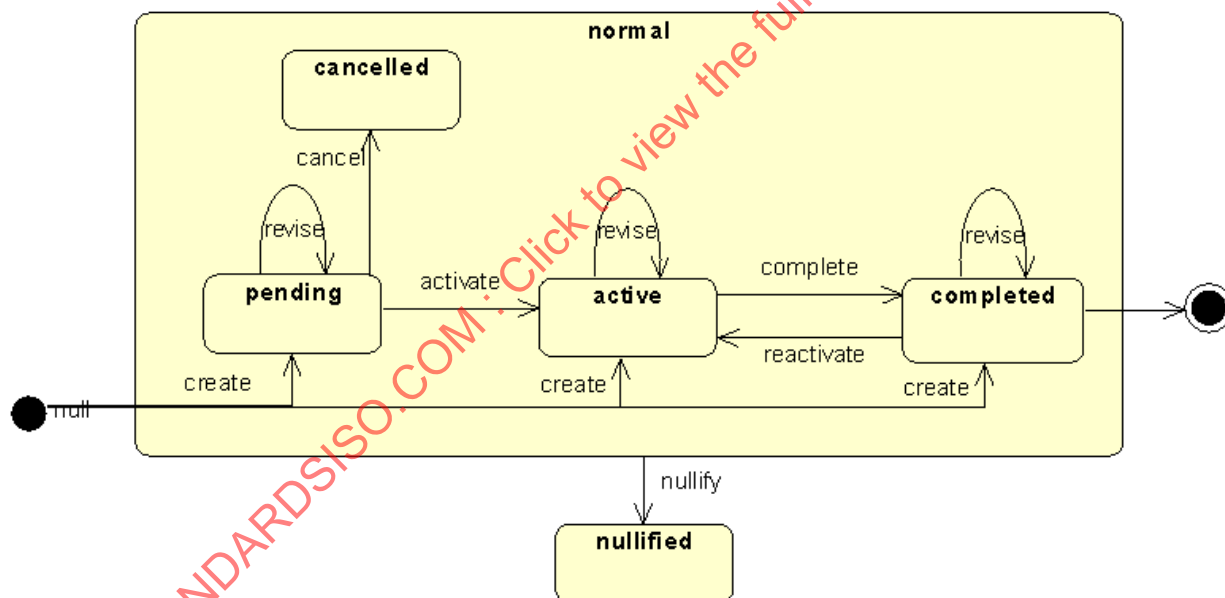 normal
cancelled
cancel
revise
revise
revise
pending
activate
active
complete
completed
reactivate
create
create
create
null
nullify
nullified
NDARDSISO.COM : Click to view the full